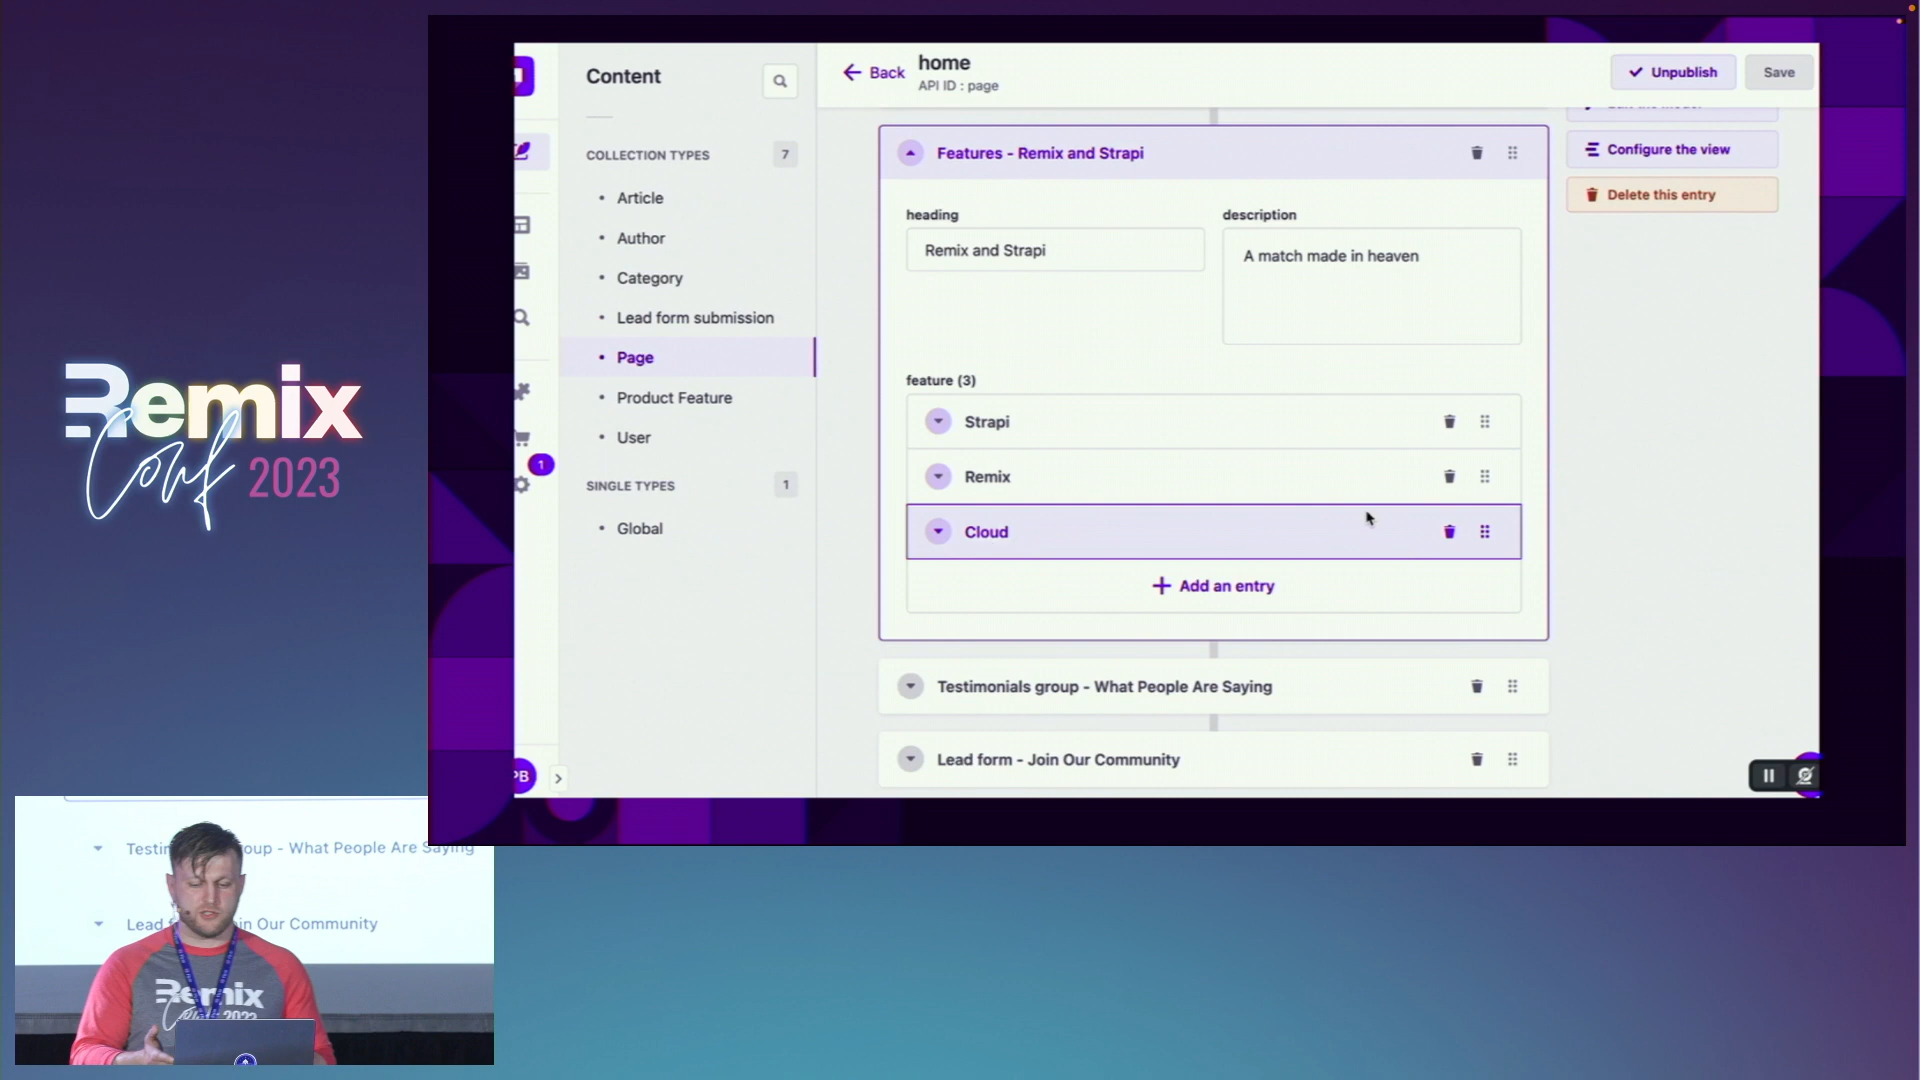 Remix
Conf 2023
Content
COLLECTION TYPES 7
Article
Author
Category
Lead form submission
Page
Product Feature
User
SINGLE TYPES 1
Global
1
PB
Back
home
API ID : page
Unpublish
Save
Configure the view
Delete this entry
Features - Remix and Strapi
heading
Remix and Strapi
description
A match made in heaven
feature (3)
Strapi
Remix
Cloud
Add an entry
Testimonials group - What People Are Saying
Lead form - Join Our Community
oup - What People Are Saying
Lead
in Our Community
Remix